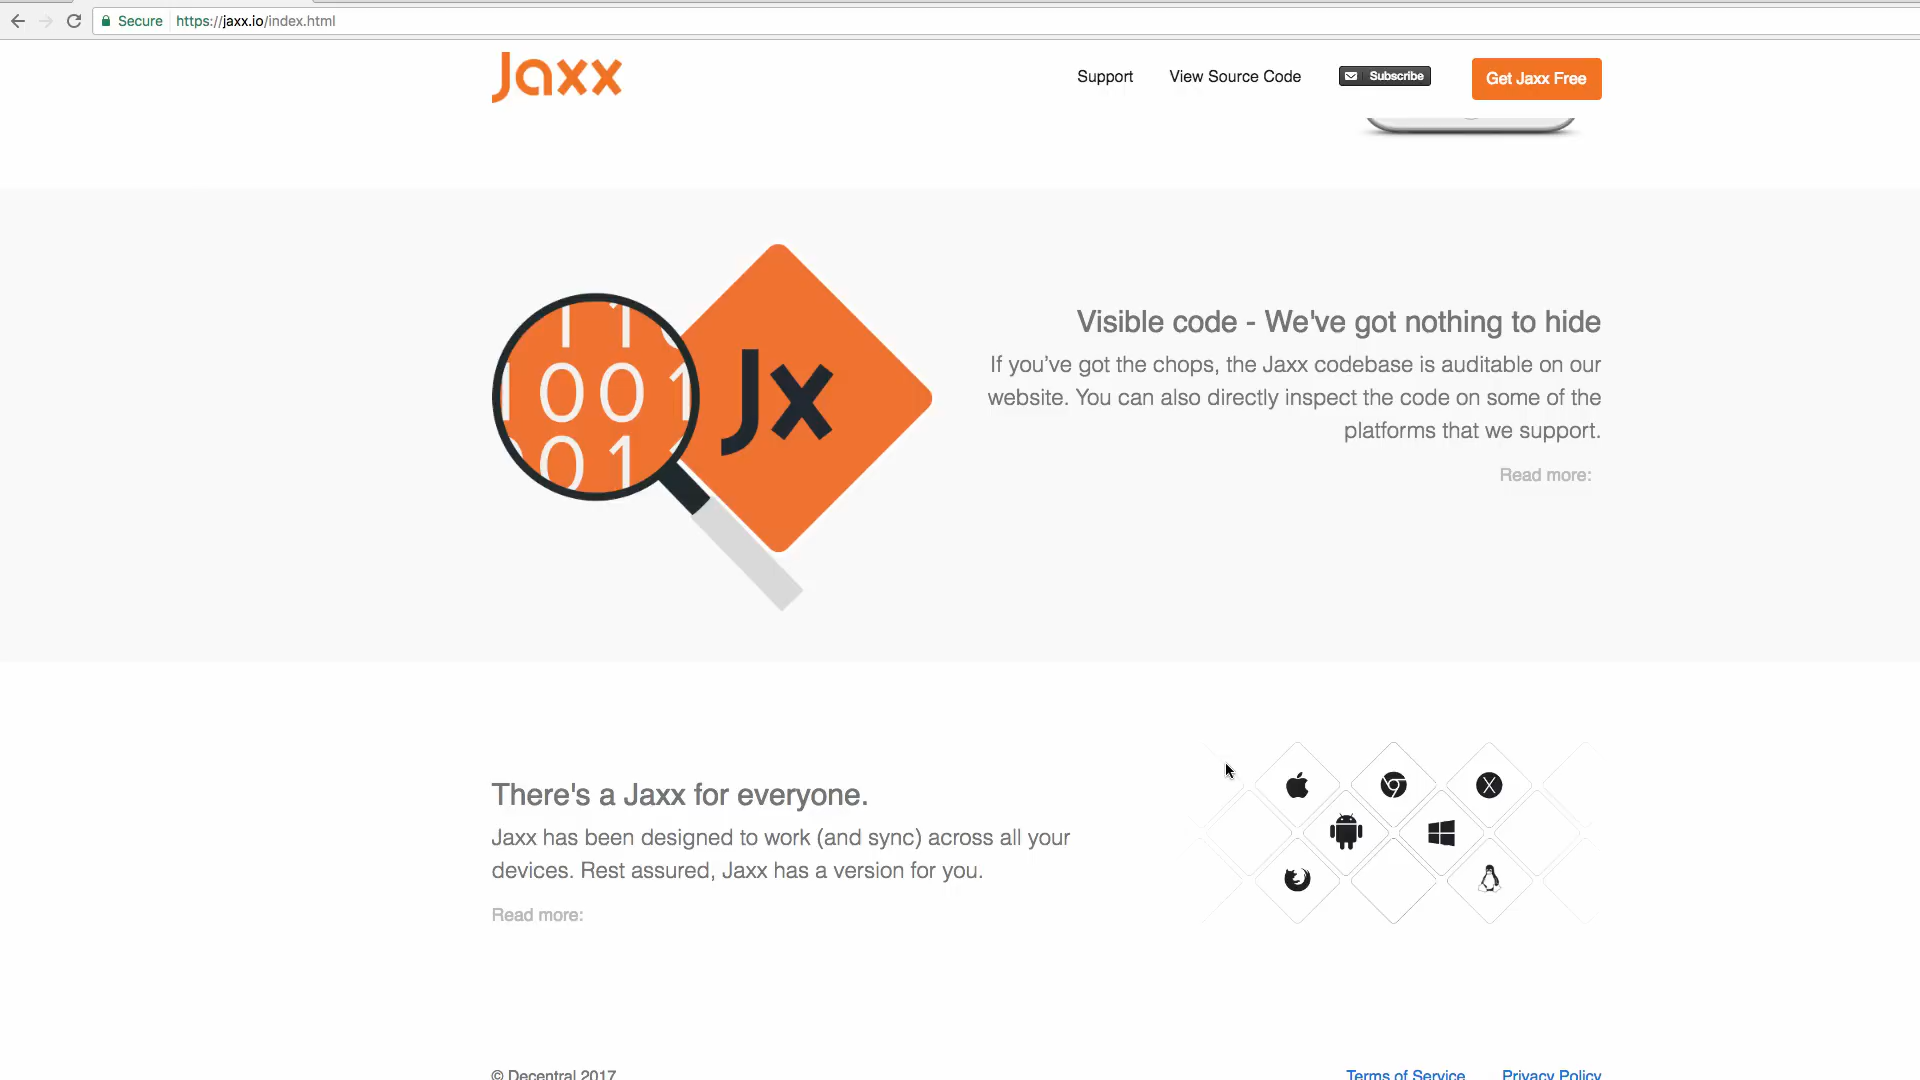 Secure https://jaxx.io/index.html
Jaxx
Support View Source Code Subscribe Get Jaxx Free
1001
Jx
Visible code - We've got nothing to hide
If you’ve got the chops, the Jaxx codebase is auditable on our
website. You can also directly inspect the code on some of the
platforms that we support.
Read more:
There's a Jaxx for everyone.
Jaxx has been designed to work (and sync) across all your
devices. Rest assured, Jaxx has a version for you.
Read more:
© Decentral 2017 Terms of Service Privacy Policy